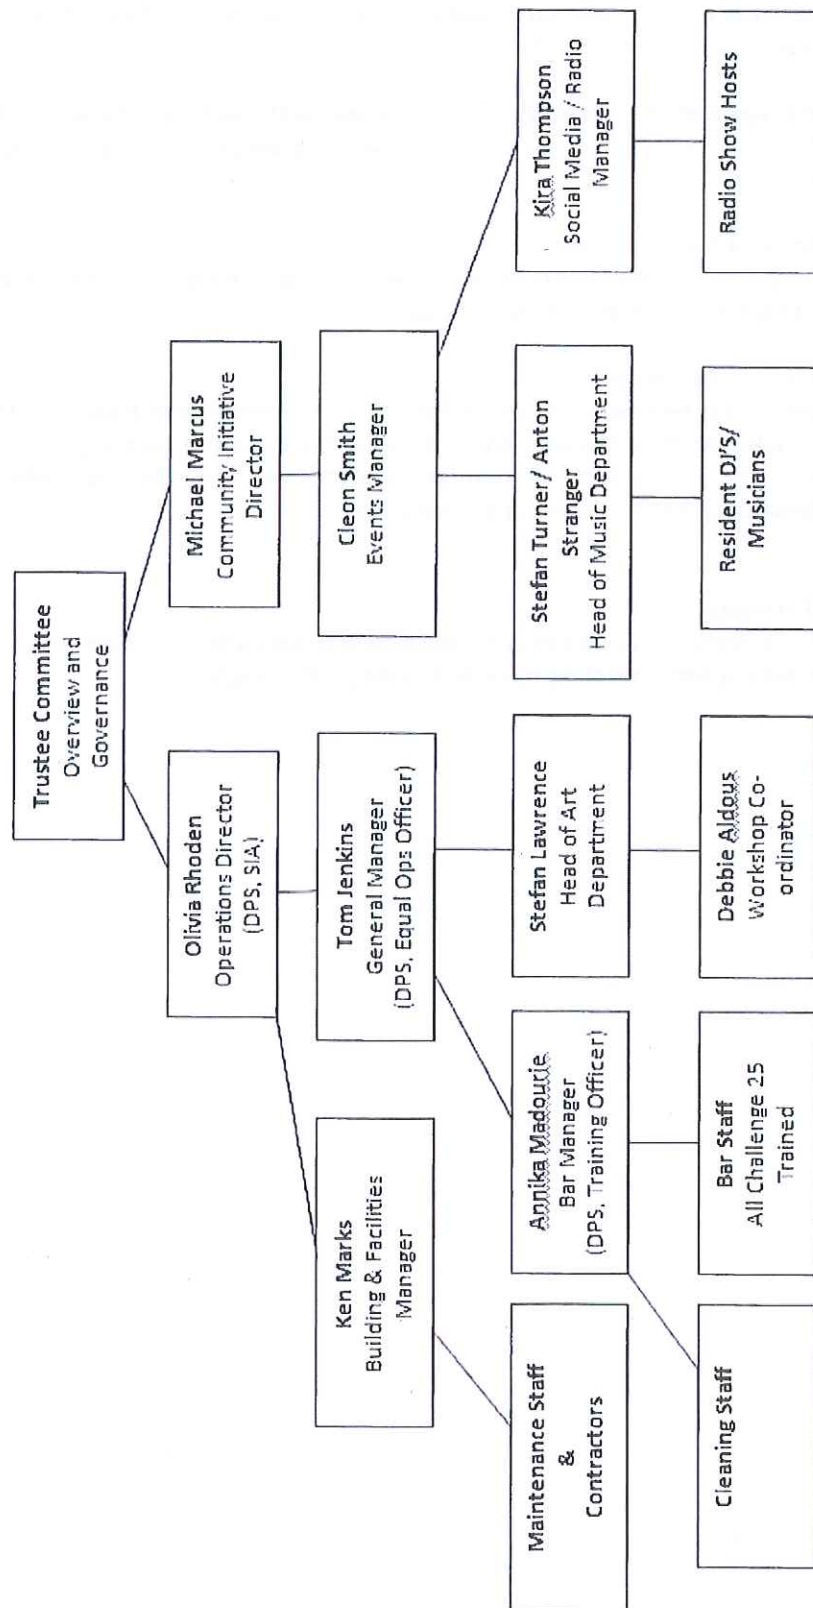 Trustee Committee
Overview and
Governance
Olivia Rhoden
Operations Director
(DPS, SIA)
Michael Marcus
Community Initiative
Director
Ken Marks
Building & Facilities
Manager
Tom Jenkins
General Manager
(DPS, Equal Ops Officer)
Cleon Smith
Events Manager
Maintenance Staff
&
Contractors
Annika Madourie
Bar Manager
(DPS, Training Officer)
Stefan Lawrence
Head of Art
Department
Stefan Turner/ Anton
Stranger
Head of Music Department
Kira Thompson
Social Media / Radio
Manager
Cleaning Staff
Bar Staff
All Challenge 25
Trained
Debbie Aldous
Workshop Co-
ordinator
Resident DJ'S/
Musicians
Radio Show Hosts